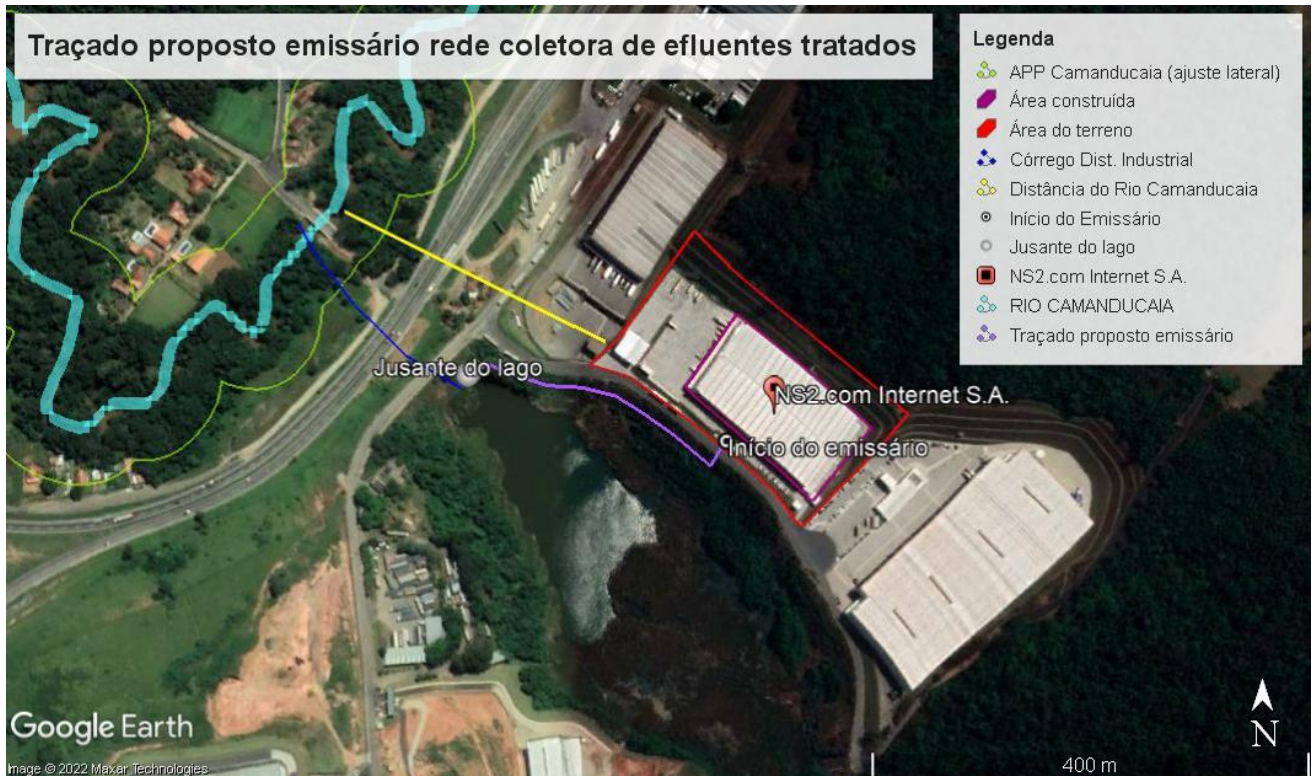 Traçado proposto emissário rede coletora de efluentes tratados
Legenda
APP Camanducaia (ajuste lateral)
Área construída
Área do terreno
Córrego Dist. Industrial
Distância do Rio Camanducaia
Início do Emissário
Jusante do lago
NS2.com Internet S.A.
RIO CAMANDUCAIA
Traçado proposto emissário
Jusante do lago
NS2.com Internet S.A.
Início do emissário
Google Earth
Image © 2022 Maxar Technologies
400 m
N